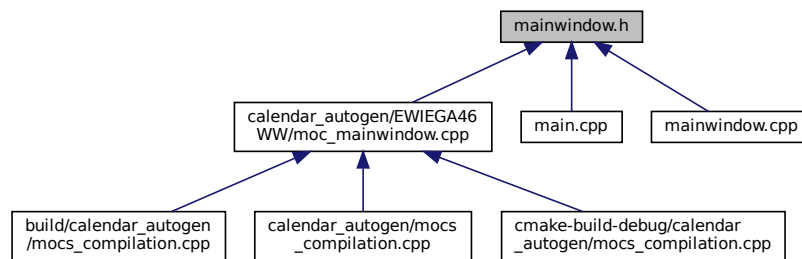 mainwindow.h
calendar_autogen/EWIEGA46
WW/moc_mainwindow.cpp
main.cpp
mainwindow.cpp
build/calendar_autogen
/mocs_compilation.cpp
calendar_autogen/mocs
_compilation.cpp
cmake-build-debug/calendar
_autogen/mocs_compilation.cpp